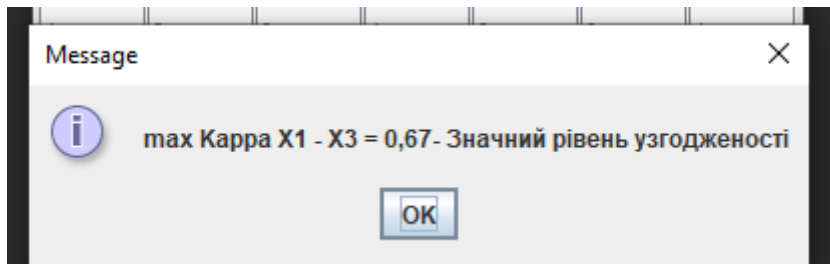 Message
max Kappa X1 - X3 = 0,67- Значний рівень узгодженості
OK